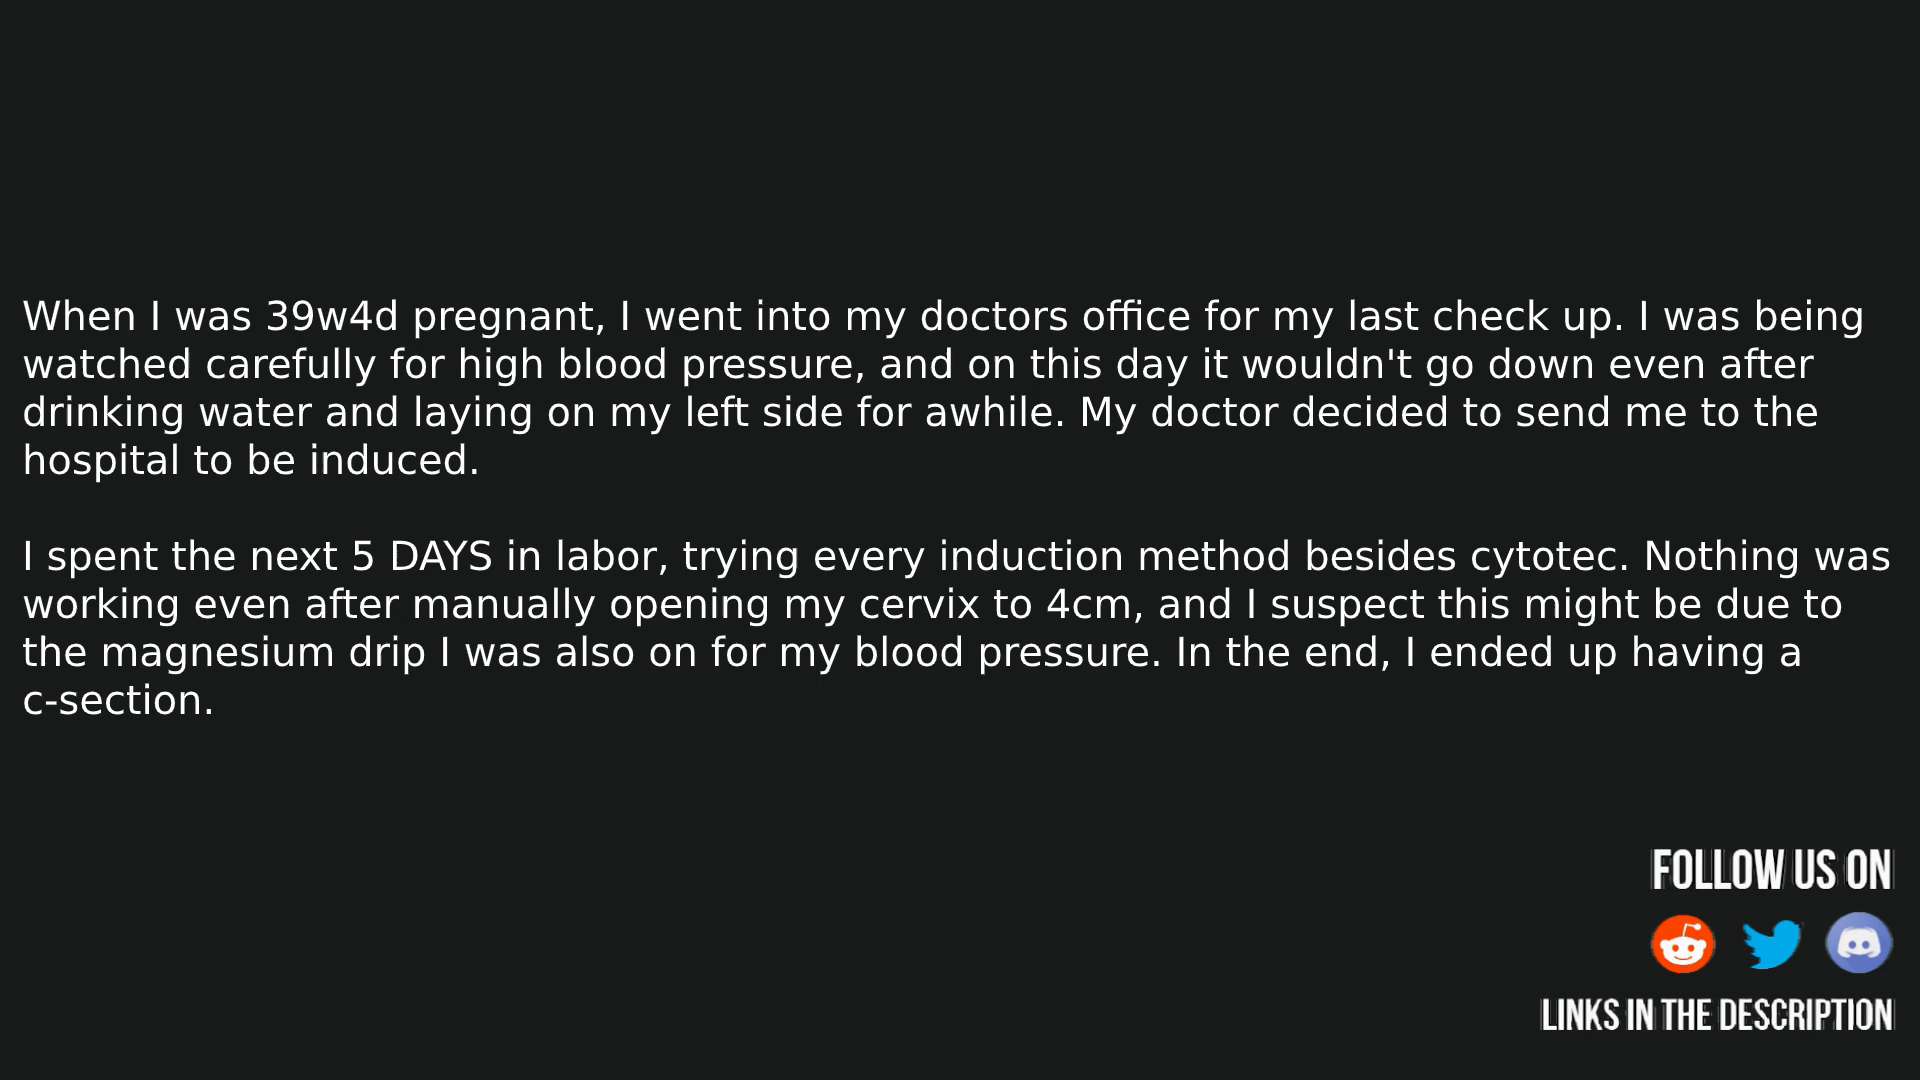 When I was 39w4d pregnant, I went into my doctors office for my last check up. I was being
watched carefully for high blood pressure, and on this day it wouldn't go down even after
drinking water and laying on my left side for awhile. My doctor decided to send me to the
hospital to be induced.
I spent the next 5 DAYS in labor, trying every induction method besides cytotec. Nothing was
working even after manually opening my cervix to 4cm, and I suspect this might be due to
the magnesium drip I was also on for my blood pressure. In the end, I ended up having a
c-section.
FOLLOW US ON
LINKS IN THE DESCRIPTION